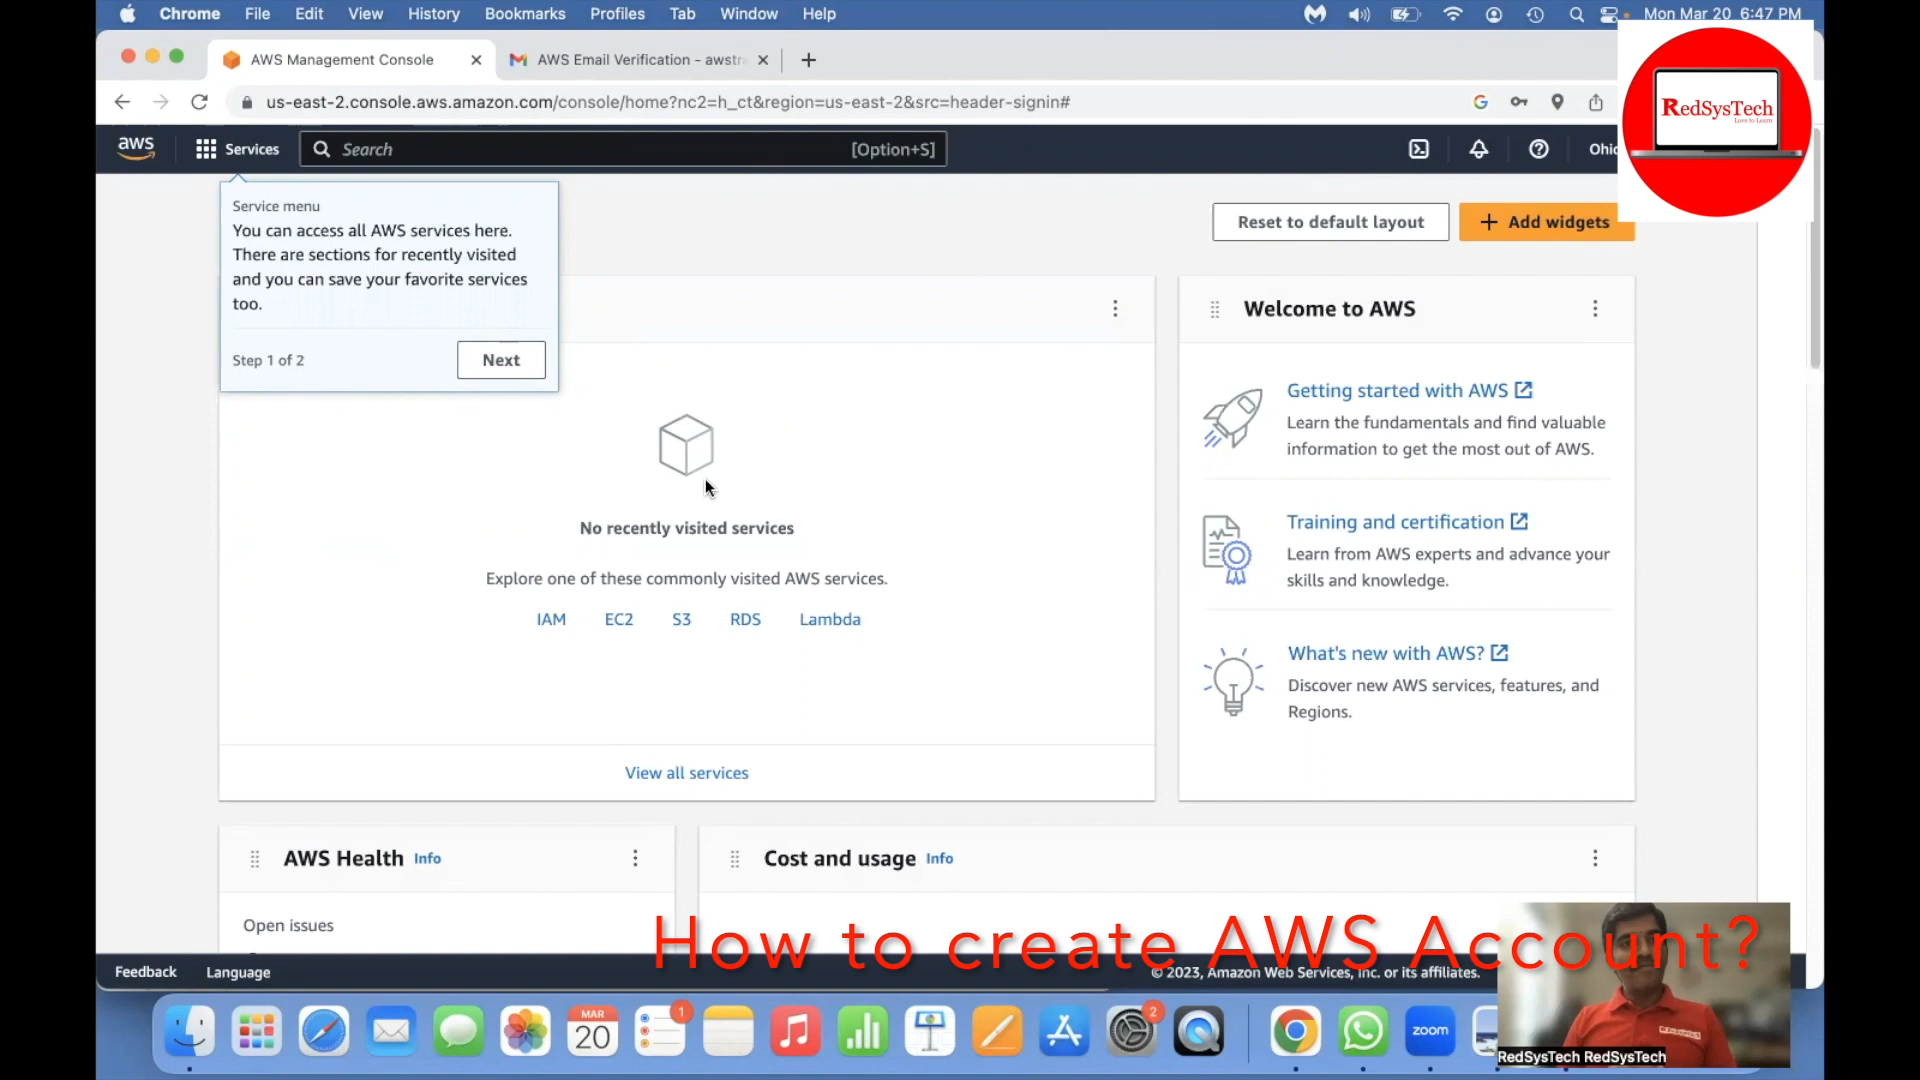 Chrome File Edit View History Bookmarks Profiles Tab Window Help Mon Mar 20 6:47 PM
AWS Management Console AWS Email Verification - awstra
us-east-2.console.aws.amazon.com/console/home?nc2=h_ct&region=us-east-2&src=header-signin#
RedSysTech
Love to Learn
aws Services Search [Option+S] Ohio
Service menu
You can access all AWS services here.
There are sections for recently visited
and you can save your favorite services
too.
Step 1 of 2 Next
Reset to default layout + Add widgets
Welcome to AWS
Getting started with AWS
Learn the fundamentals and find valuable
information to get the most out of AWS.
Training and certification
Learn from AWS experts and advance your
skills and knowledge.
What's new with AWS?
Discover new AWS services, features, and
Regions.
No recently visited services
Explore one of these commonly visited AWS services.
IAM EC2 S3 RDS Lambda
View all services
AWS Health Info
Cost and usage Info
Open issues
How to create AWS Account?
Feedback Language © 2023, Amazon Web Services, Inc. or its affiliates.
MAR
20
1
2
zoom
RedSysTech RedSysTech